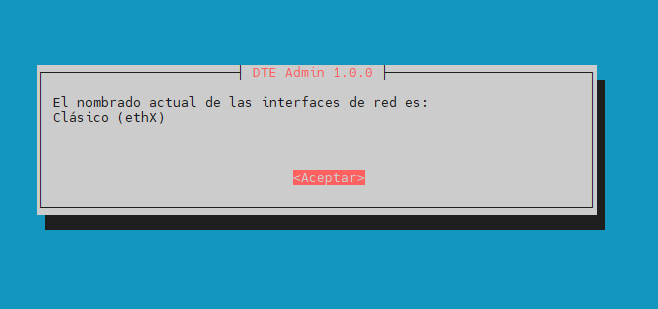 DTE Admin 1.0.0
El nombrado actual de las interfaces de red es:
Clásico (ethX)
<Aceptar>